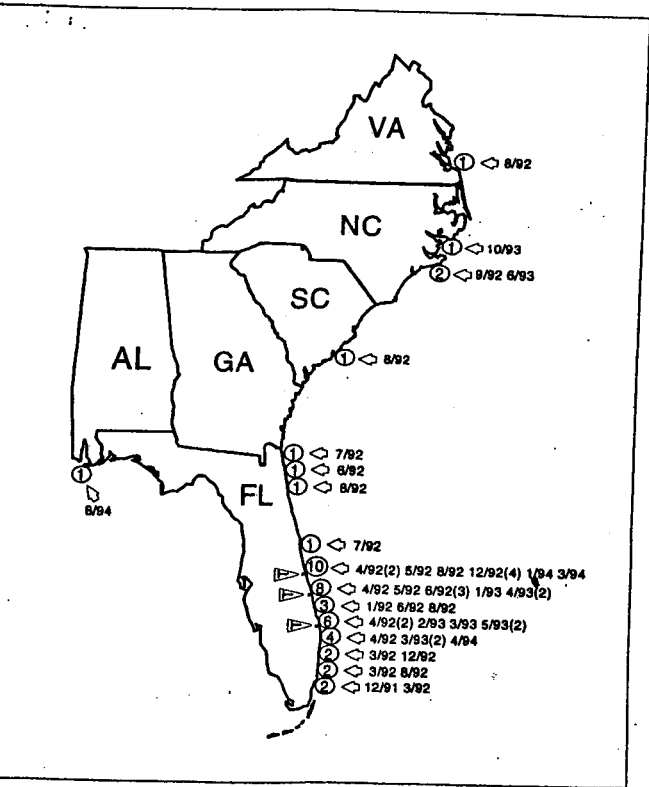 VA
① ⇦ 8/92
NC
① ⇦ 10/93
② ⇦ 9/92 6/93
SC
① ⇦ 8/92
AL
GA
① ⇦ 7/92
① ⇦ 6/92
① ⇦ 8/92
FL
①
8/94
① ⇦ 7/92
⑩ ⇦ 4/92(2) 5/92 8/92 12/92(4) 1/94 3/94
⑧ ⇦ 4/92 5/92 6/92(3) 1/93 4/93(2)
③ ⇦ 1/92 6/92 8/92
⑥ ⇦ 4/92(2) 2/93 3/93 5/93(2)
④ ⇦ 4/92 3/93(2) 4/94
② ⇦ 3/92 12/92
② ⇦ 3/92 8/92
② ⇦ 12/91 3/92